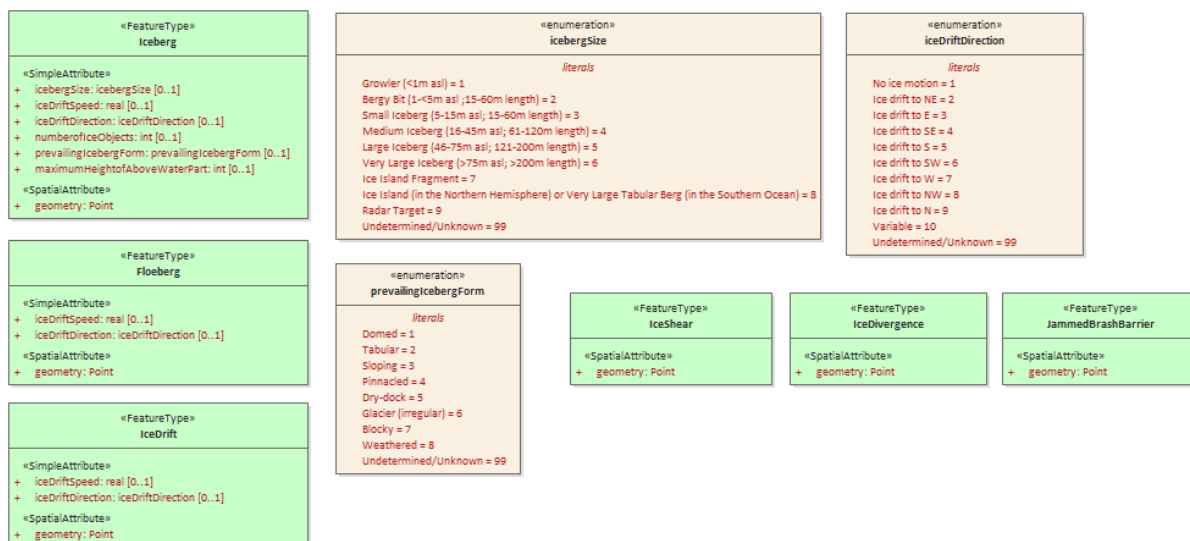 «FeatureType»
Iceberg
«SimpleAttribute»
+ icebergSize: icebergSize [0..1]
+ iceDriftSpeed: real [0..1]
+ iceDriftDirection: iceDriftDirection [0..1]
+ numberofIceObjects: int [0..1]
+ prevailingIcebergForm: prevailingIcebergForm [0..1]
+ maximumHeightofAboveWaterPart: int [0..1]
«SpatialAttribute»
+ geometry: Point
«enumeration»
icebergSize
literals
Growler (<1m asl) = 1
Bergy Bit (1-<5m asl ;15-60m length) = 2
Small Iceberg (5-15m asl; 15-60m length) = 3
Medium Iceberg (16-45m asl; 61-120m length) = 4
Large Iceberg (46-75m asl; 121-200m length) = 5
Very Large Iceberg (>75m asl; >200m length) = 6
Ice Island Fragment = 7
Ice Island (in the Northern Hemisphere) or Very Large Tabular Berg (in the Southern Ocean) = 8
Radar Target = 9
Undetermined/Unknown = 99
«enumeration»
iceDriftDirection
literals
No ice motion = 1
Ice drift to NE = 2
Ice drift to E = 3
Ice drift to SE = 4
Ice drift to S = 5
Ice drift to SW = 6
Ice drift to W = 7
Ice drift to NW = 8
Ice drift to N = 9
Variable = 10
Undetermined/Unknown = 99
«FeatureType»
Floeberg
«SimpleAttribute»
+ iceDriftSpeed: real [0..1]
+ iceDriftDirection: iceDriftDirection [0..1]
«SpatialAttribute»
+ geometry: Point
«enumeration»
prevailingIcebergForm
literals
Domed = 1
Tabular = 2
Sloping = 3
Pinnacled = 4
Dry-dock = 5
Glacier (irregular) = 6
Blocky = 7
Weathered = 8
Undetermined/Unknown = 99
«FeatureType»
IceShear
«SpatialAttribute»
+ geometry: Point
«FeatureType»
IceDivergence
«SpatialAttribute»
+ geometry: Point
«FeatureType»
JammedBrashBarrier
«SpatialAttribute»
+ geometry: Point
«FeatureType»
IceDrift
«SimpleAttribute»
+ iceDriftSpeed: real [0..1]
+ iceDriftDirection: iceDriftDirection [0..1]
«SpatialAttribute»
+ geometry: Point